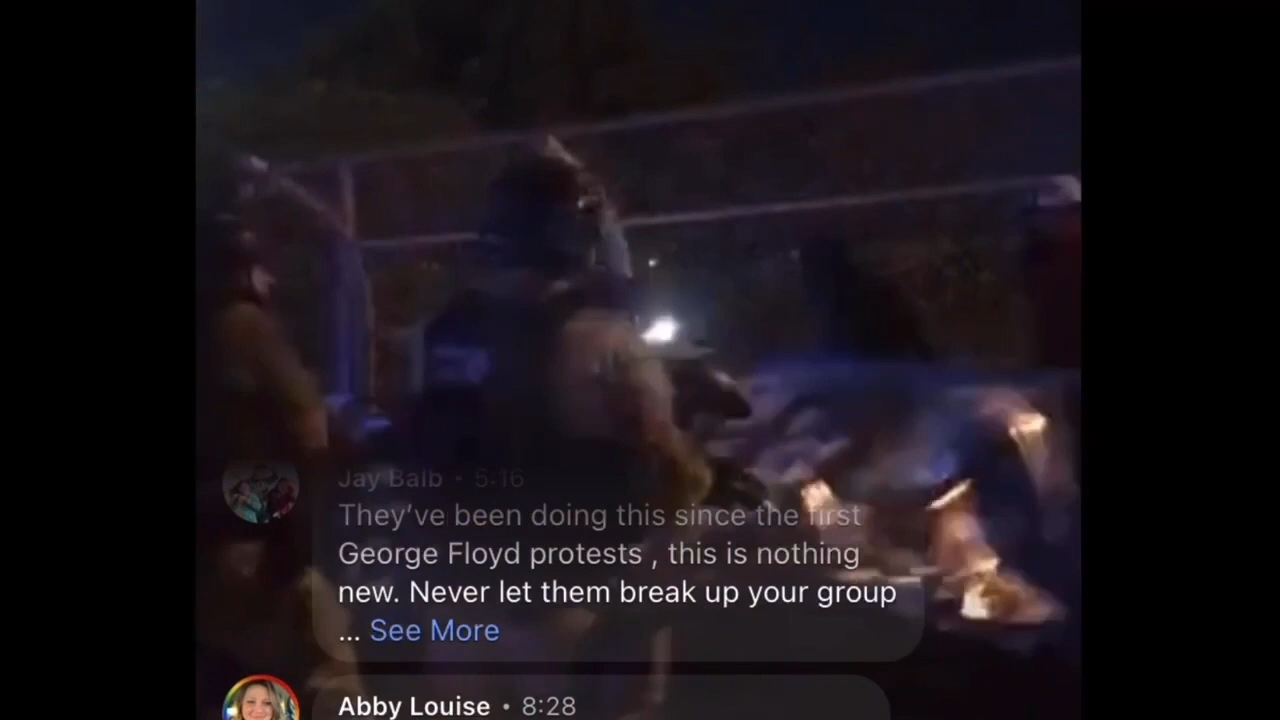 Jay Balb • 5:16
They've been doing this since the first
George Floyd protests , this is nothing
new. Never let them break up your group
... See More
Abby Louise • 8:28